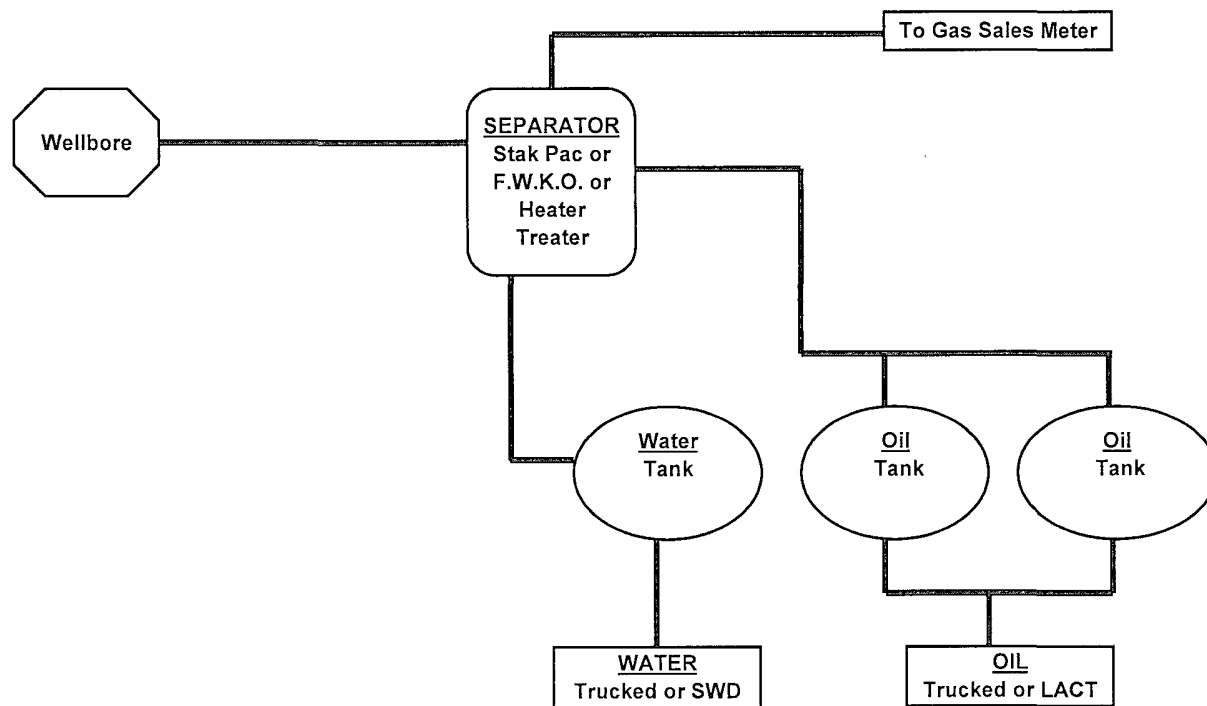 To Gas Sales Meter
Wellbore
SEPARATOR
Stak Pac or
F.W.K.O. or
Heater
Treater
Water
Tank
Oil
Tank
Oil
Tank
WATER
Trucked or SWD
OIL
Trucked or LACT